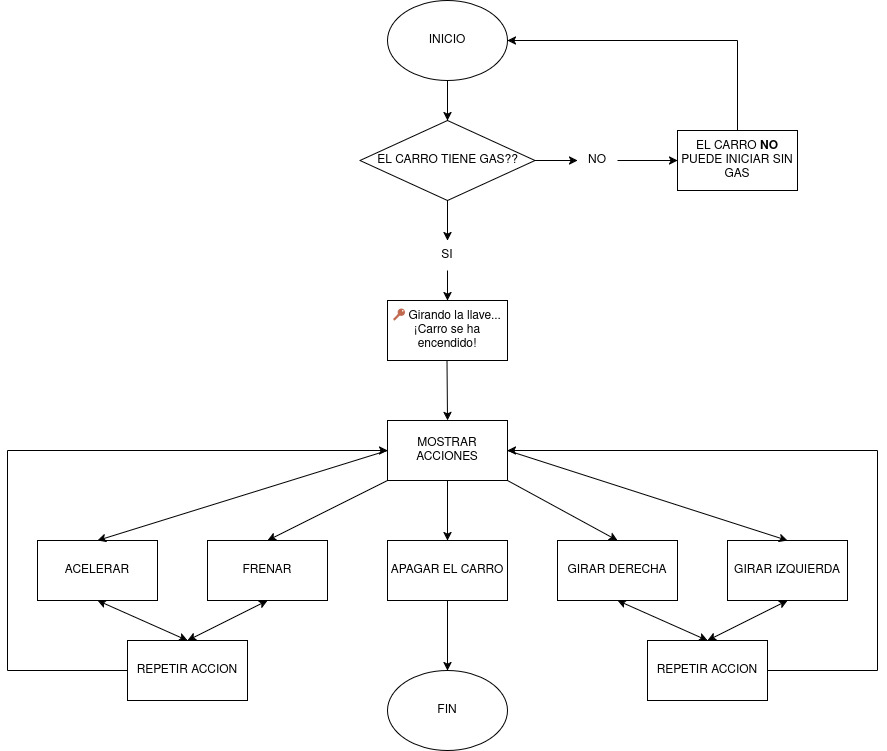 INICIO
EL CARRO TIENE GAS??
NO
EL CARRO NO
PUEDE INICIAR SIN
GAS
SI
🔑 Girando la llave...
¡Carro se ha
encendido!
MOSTRAR
ACCIONES
ACELERAR
FRENAR
APAGAR EL CARRO
GIRAR DERECHA
GIRAR IZQUIERDA
REPETIR ACCION
REPETIR ACCION
FIN